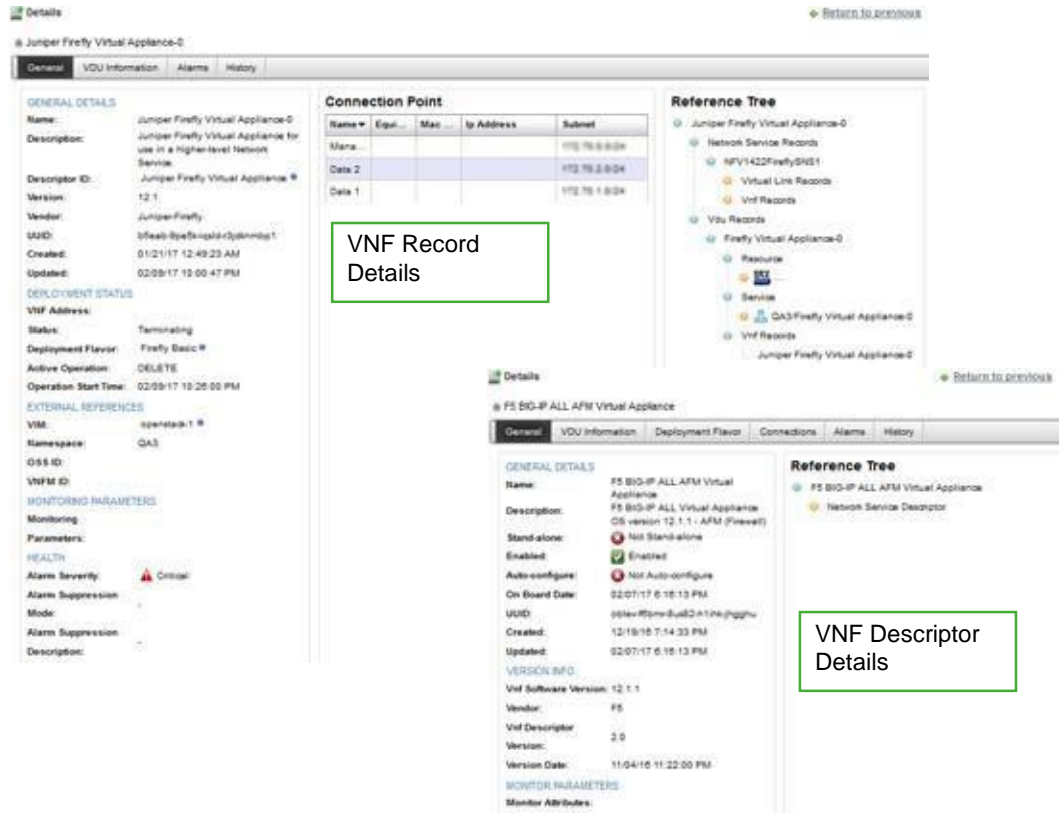 Details
Return to previous
Juniper Firefly Virtual Appliance-0
General VDU Information Alarms History
GENERAL DETAILS
Name: Juniper Firefly Virtual Appliance-0
Description: Juniper Firefly Virtual Appliance for
use in a higher-level Network
Service.
Descriptor ID: Juniper Firefly Virtual Appliance
Version: 12.1.
Vendor: Juniper-Firefly
UUID:
Created: 01/21/17 12:49:23 AM
Updated: 02/09/17 10:00:47 PM
DEPLOYMENT STATUS
VNF Address:
Status: Terminating
Deployment Flavor: Firefly Basic
Active Operation: DELETE
Operation Start Time: 02/09/17 10:26:00 PM
EXTERNAL REFERENCES
VIM: openstack-1
Namespace: QA3
OSS ID:
VNFM ID:
MONITORING PARAMETERS
Monitoring
Parameters:
HEALTH
Alarm Severity: Critical
Alarm Suppression
Mode: -
Alarm Suppression
Description: -
Connection Point
Name Equi... Mac ... Ip Address Subnet
Mana...
Data 2
Data 1
VNF Record
Details
Reference Tree
Juniper Firefly Virtual Appliance-0
Network Service Records
NFV1422FireflySNS1
Virtual Link Records
Vnf Records
Vdu Records
Firefly Virtual Appliance-0
Resource
SRX ...
Service
QA3/Firefly Virtual Appliance-0
Vnf Records
Juniper Firefly Virtual Appliance-0
Details
Return to previous
F5 BIG-IP ALL AFM Virtual Appliance
General VDU Information Deployment Flavor Connections Alarms History
GENERAL DETAILS
Name: F5 BIG-IP ALL AFM Virtual
Appliance
Description: F5 BIG-IP ALL Virtual Appliance
OS version 12.1.1 - AFM (Firewall)
Stand-alone: Not Stand-alone
Enabled: Enabled
Auto-configure: Not Auto-configure
On Board Date: 02/07/17 6:16:13 PM
UUID:
Created: 12/19/16 7:14:33 PM
Updated: 02/07/17 6:16:13 PM
VERSION INFO
Vnf Software Version: 12.1.1
Vendor: F5
Vnf Descriptor
Version: 2.0
Version Date: 11/04/16 11:22:00 PM
MONITOR PARAMETERS
Monitor Attributes:
Reference Tree
F5 BIG-IP ALL AFM Virtual Appliance
Network Service Descriptor
VNF Descriptor
Details